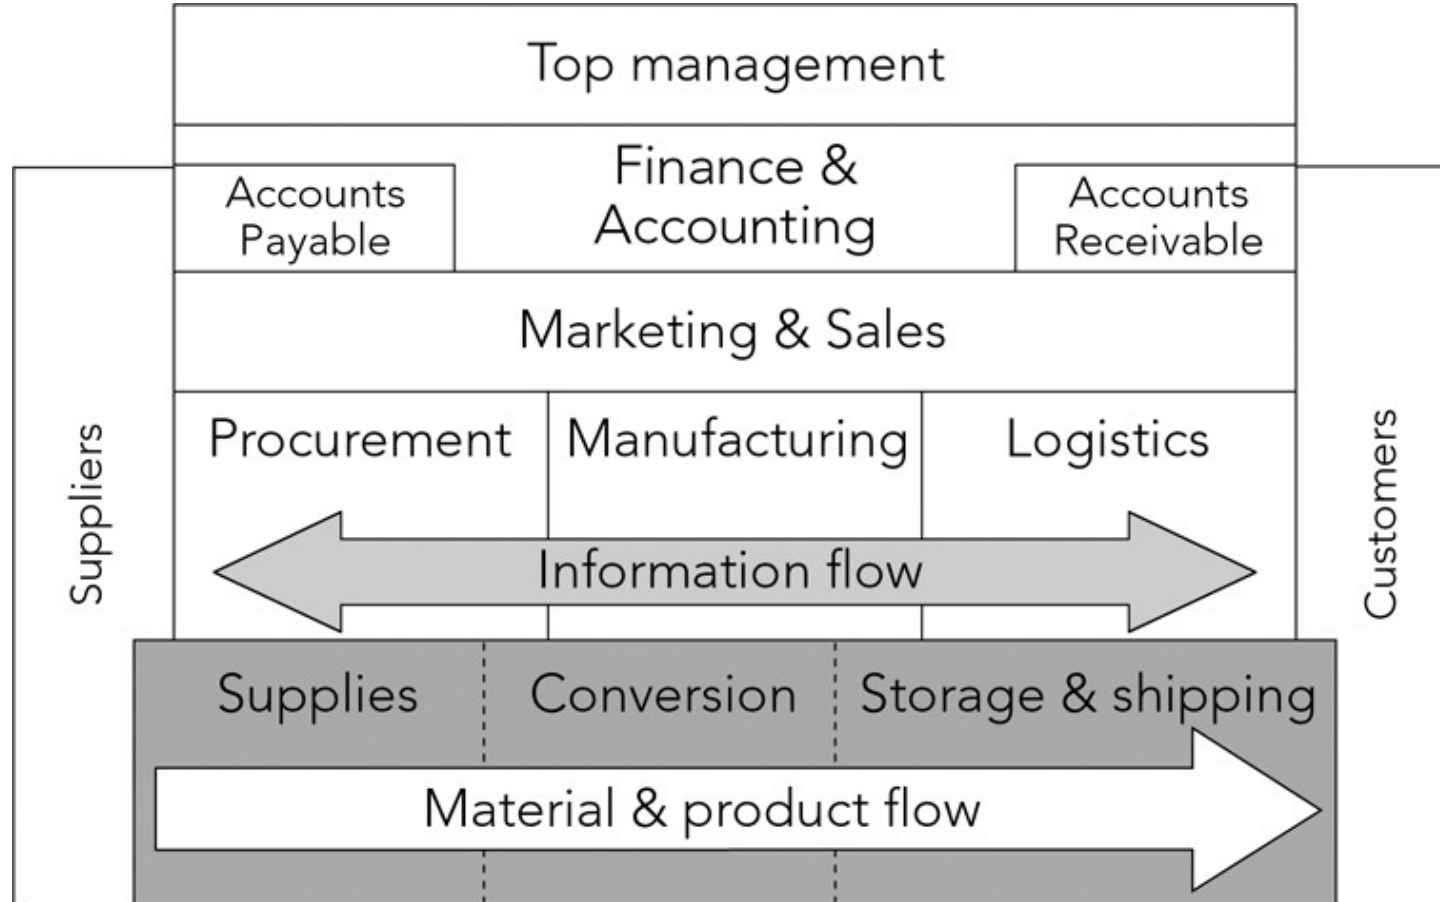 Top management
Finance &
Accounting
Accounts
Payable
Accounts
Receivable
Marketing & Sales
Suppliers
Procurement
Manufacturing
Logistics
Customers
Information flow
Supplies
Conversion
Storage & shipping
Material & product flow